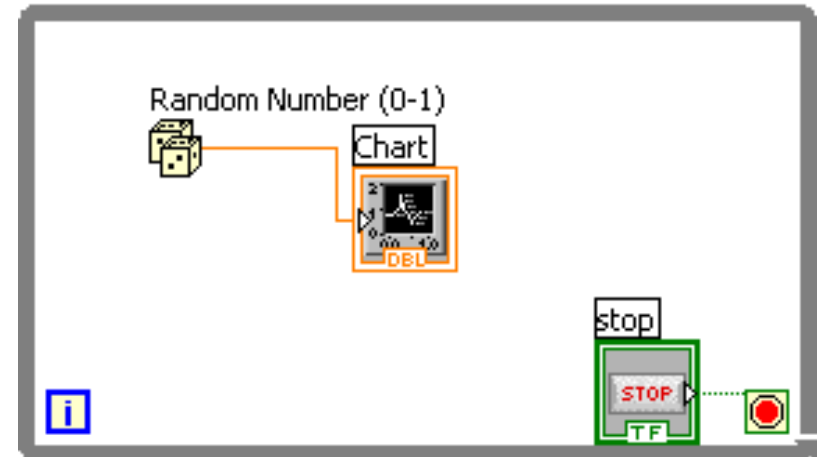 Random Number (0-1)
Chart
DBL
stop
STOP
TF
i